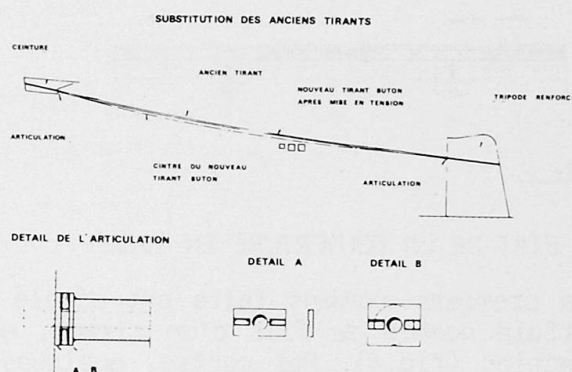 SUBSTITUTION DES ANCIENS TIRANTS
CEINTURE
ANCIEN TIRANT
NOUVEAU TIRANT BUTON
APRES MISE EN TENSION
TRIPODE RENFORC
ARTICULATION
CINTRE DU NOUVEAU
TIRANT BUTON
ARTICULATION
DETAIL DE L'ARTICULATION
DETAIL A
DETAIL B
A B